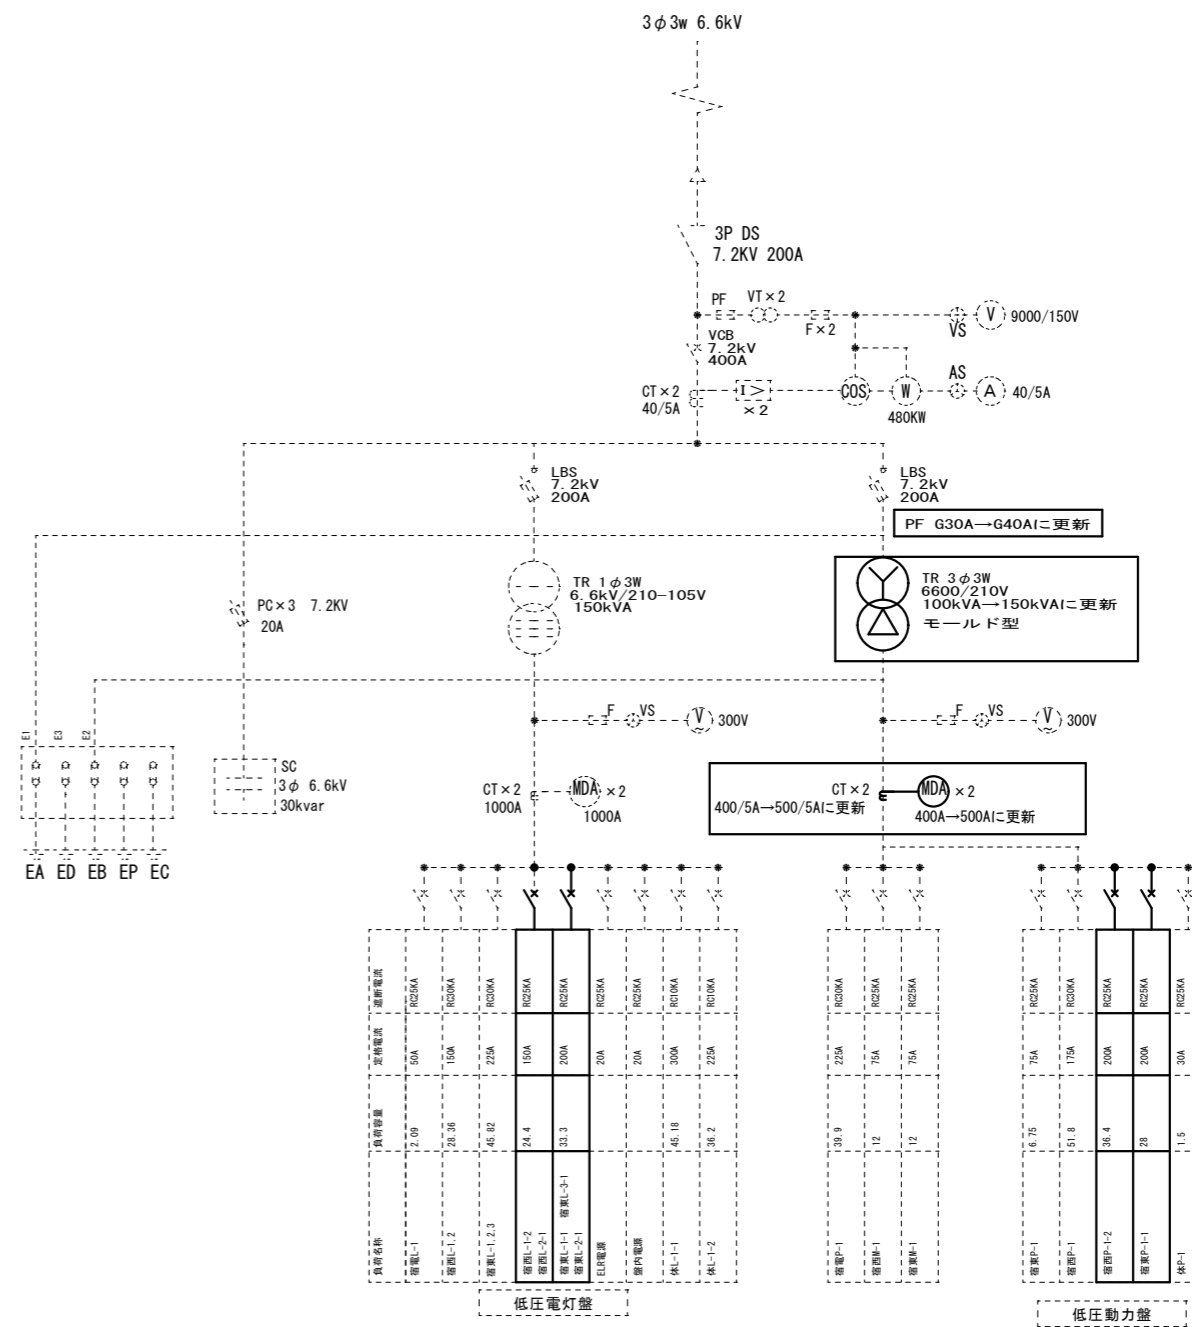 3φ3w 6.6kV
3P DS
7.2KV 200A
PF
VT×2
F×2
VS
V
9000/150V
VCB
7.2kV
400A
CT×2
40/5A
I＞
×2
COS
W
480KW
AS
A
40/5A
LBS
7.2kV
200A
LBS
7.2kV
200A
PF G30A→G40Aに更新
PC×3 7.2KV
20A
TR 1φ3W
6.6kV/210-105V
150kVA
TR 3φ3W
6600/210V
100kVA→150kVAに更新
モールド型
F
VS
V
300V
F
VS
V
300V
E1
E3
E2
SC
3φ 6.6kV
30kvar
CT×2
1000A
MDA
×2
1000A
CT×2
400/5A→500/5Aに更新
MDA
×2
400A→500Aに更新
EA ED EB EP EC
遮断電流
RC25KA
RC30KA
RC30KA
RC25KA
RC25KA
RC25KA
RC25KA
RC10KA
RC10KA
RC30KA
RC25KA
RC25KA
RC25KA
RC30KA
RC25KA
RC25KA
RC25KA
定格電流
50A
150A
225A
150A
200A
20A
20A
300A
225A
225A
75A
75A
75A
175A
200A
200A
30A
負荷容量
2.09
28.36
45.82
24.4
33.3
45.18
36.2
39.9
12
12
6.75
51.8
36.4
28
1.5
負荷名称
宿電L-1
宿西L-1,2
宿東L-1,2,3
宿西L-1-2
宿西L-2-1
宿東L-1-1 宿東L-3-1
宿東L-2-1
ELR電源
盤内電源
体L-1-1
体L-1-2
宿電P-1
宿西M-1
宿東M-1
宿東P-1
宿西P-1
宿西P-1-2
宿東P-1-1
体P-1
低圧電灯盤
低圧動力盤